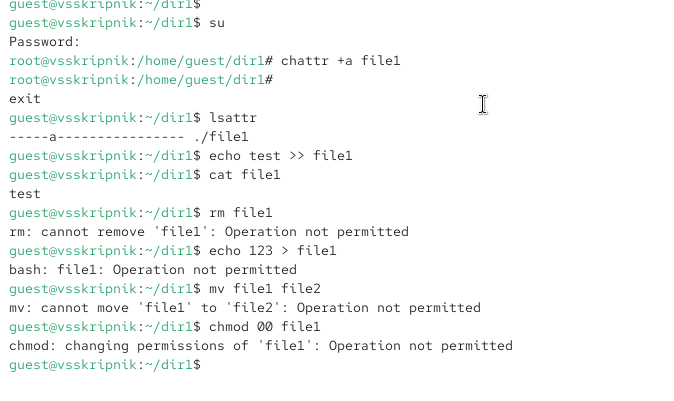 guest@vsskripnik:~/dir1$
guest@vsskripnik:~/dir1$ su
Password:
root@vsskripnik:/home/guest/dir1# chattr +a file1
root@vsskripnik:/home/guest/dir1#
exit
guest@vsskripnik:~/dir1$ lsattr
-----a---------------- ./file1
guest@vsskripnik:~/dir1$ echo test >> file1
guest@vsskripnik:~/dir1$ cat file1
test
guest@vsskripnik:~/dir1$ rm file1
rm: cannot remove 'file1': Operation not permitted
guest@vsskripnik:~/dir1$ echo 123 > file1
bash: file1: Operation not permitted
guest@vsskripnik:~/dir1$ mv file1 file2
mv: cannot move 'file1' to 'file2': Operation not permitted
guest@vsskripnik:~/dir1$ chmod 00 file1
chmod: changing permissions of 'file1': Operation not permitted
guest@vsskripnik:~/dir1$